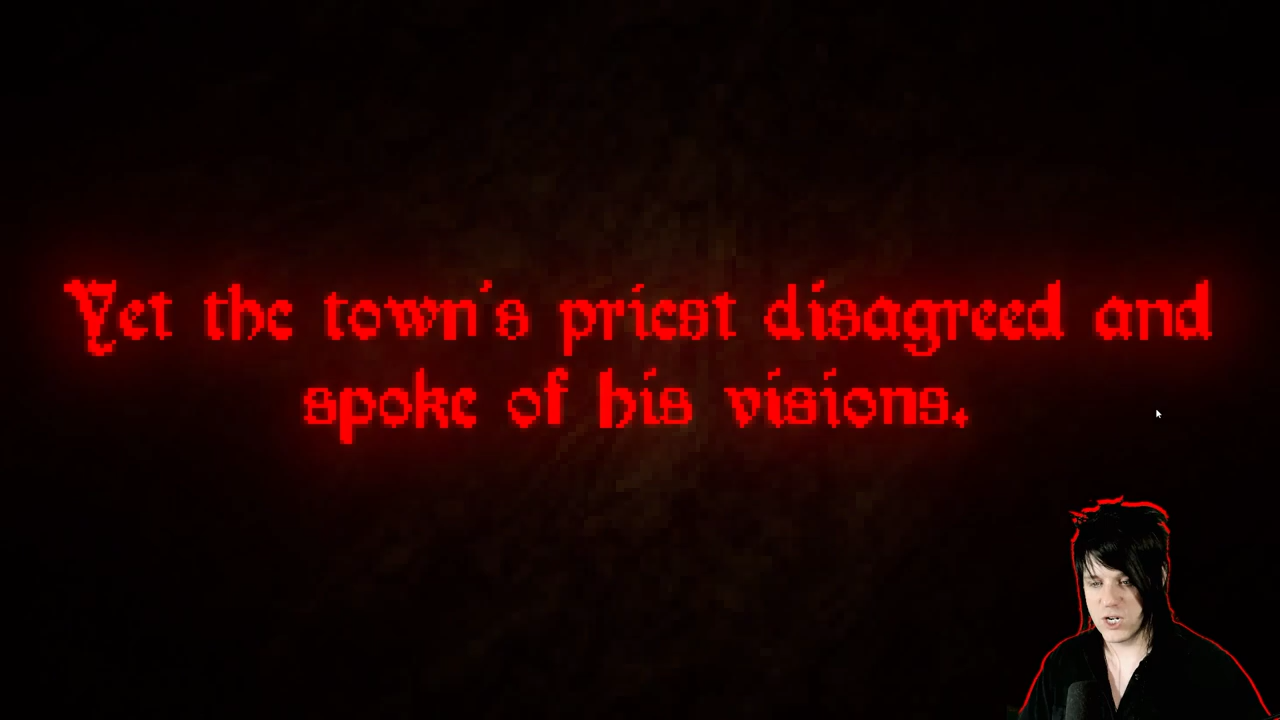 Yet the town's priest disagreed and
spoke of his visions.